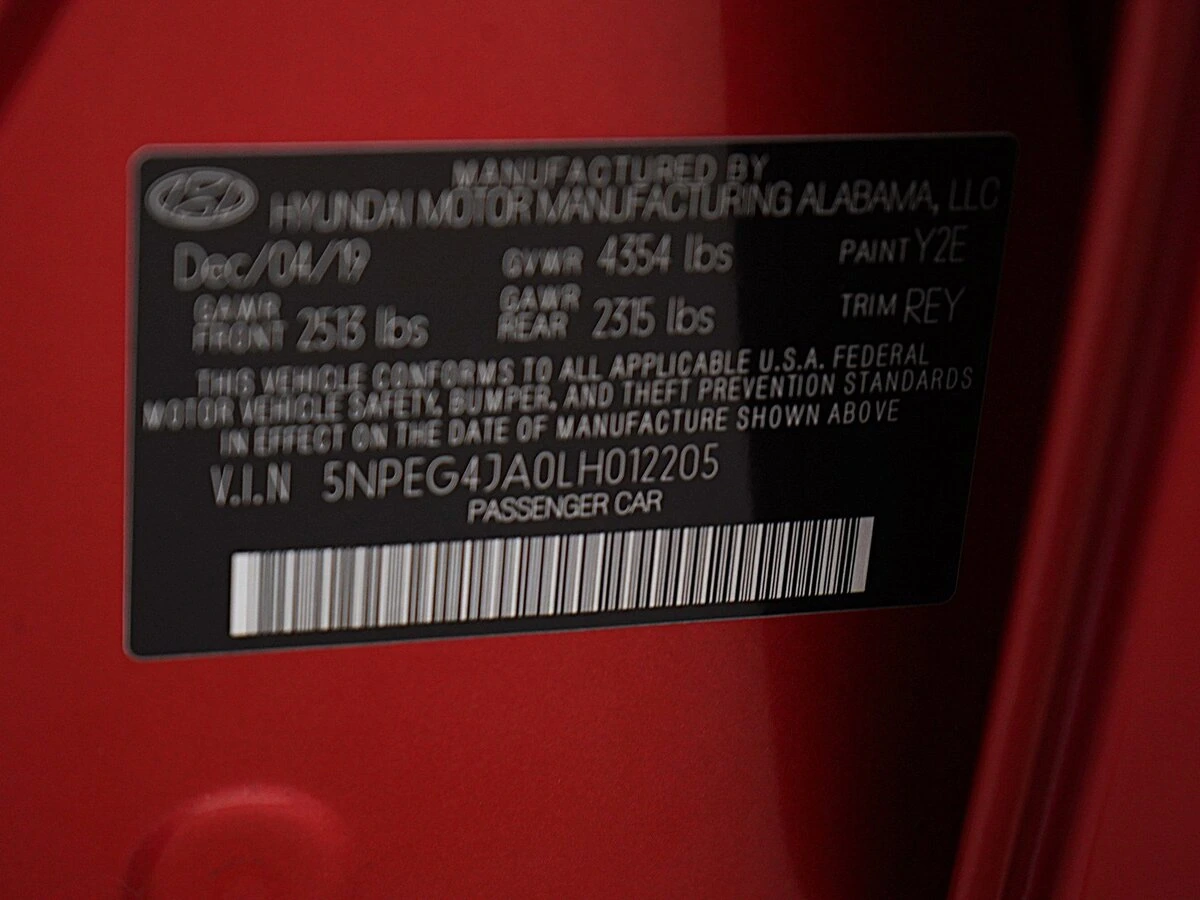 MANUFACTURED BY
HYUNDAI MOTOR MANUFACTURING ALABAMA, LLC
Dec/04/19 GVWR 4354 lbs PAINT Y2E
GAWR FRONT 2513 lbs GAWR REAR 2315 lbs TRIM REY
THIS VEHICLE CONFORMS TO ALL APPLICABLE U.S.A. FEDERAL
MOTOR VEHICLE SAFETY, BUMPER, AND THEFT PREVENTION STANDARDS
IN EFFECT ON THE DATE OF MANUFACTURE SHOWN ABOVE
V.I.N 5NPEG4JA0LH012205
PASSENGER CAR